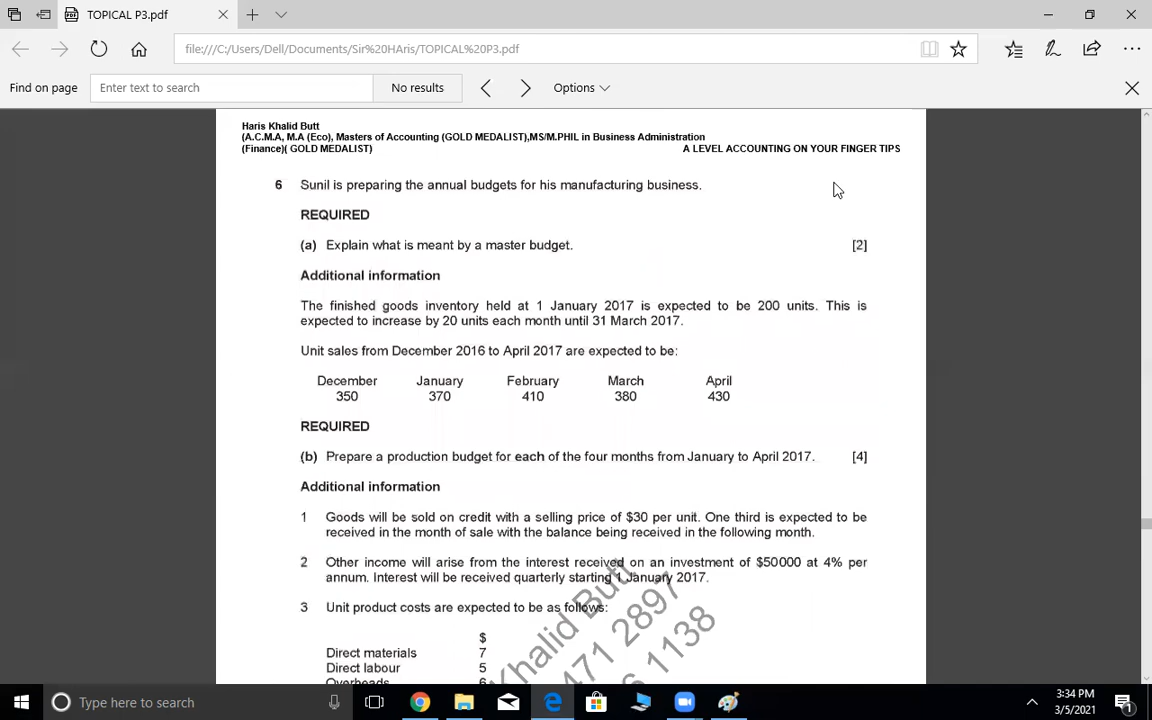 TOPICAL P3.pdf
file:///C:/Users/Dell/Documents/Sir%20HAris/TOPICAL%20P3.pdf
Find on page
Enter text to search
No results
Options
Haris Khalid Butt
(A.C.M.A, M.A (Eco), Masters of Accounting (GOLD MEDALIST),MS/M.PHIL in Business Administration
(Finance)( GOLD MEDALIST)
A LEVEL ACCOUNTING ON YOUR FINGER TIPS
6 Sunil is preparing the annual budgets for his manufacturing business.
REQUIRED
(a) Explain what is meant by a master budget. [2]
Additional information
The finished goods inventory held at 1 January 2017 is expected to be 200 units. This is
expected to increase by 20 units each month until 31 March 2017.
Unit sales from December 2016 to April 2017 are expected to be:
December January February March April
350 370 410 380 430
REQUIRED
(b) Prepare a production budget for each of the four months from January to April 2017. [4]
Additional information
1 Goods will be sold on credit with a selling price of $30 per unit. One third is expected to be
received in the month of sale with the balance being received in the following month.
2 Other income will arise from the interest received on an investment of $50000 at 4% per
annum. Interest will be received quarterly starting 1 January 2017.
3 Unit product costs are expected to be as follows:
$
Direct materials 7
Direct labour 5
Overheads 6
Khalid Butt
471 2897
6 1138
Type here to search
3:34 PM
3/5/2021
1